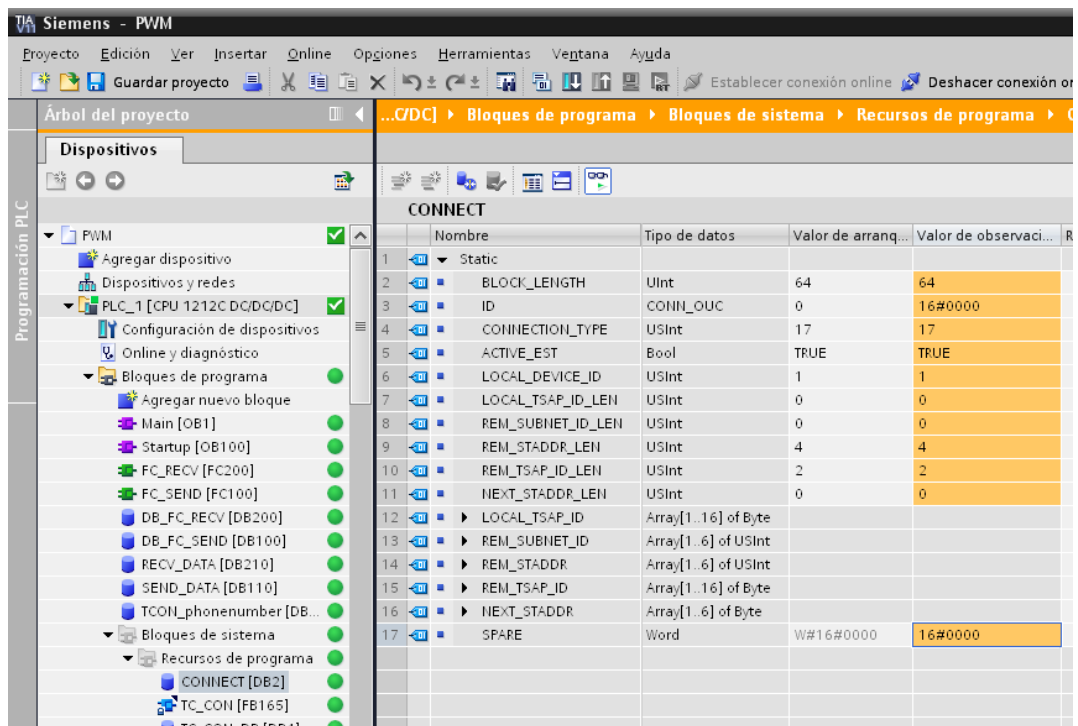 TIA V11 Siemens - PWM
Proyecto Edición Ver Insertar Online Opciones Herramientas Ventana Ayuda
Guardar proyecto Establecer conexión online Deshacer conexión
Árbol del proyecto
...C/DC] Bloques de programa Bloques de sistema Recursos de programa
Dispositivos
Programación PLC
CONNECT
Nombre Tipo de datos Valor de arranq... Valor de observaci...
PWM
Agregar dispositivo
Dispositivos y redes
PLC_1 [CPU 1212C DC/DC/DC]
Configuración de dispositivos
Online y diagnóstico
Bloques de programa
Agregar nuevo bloque
Main [OB1]
Startup [OB100]
FC_RECV [FC200]
FC_SEND [FC100]
DB_FC_RECV [DB200]
DB_FC_SEND [DB100]
RECV_DATA [DB210]
SEND_DATA [DB110]
TCON_phonenumber [DB...
Bloques de sistema
Recursos de programa
CONNECT [DB2]
TC_CON [FB165]
1 Static
2 BLOCK_LENGTH UInt 64 64
3 ID CONN_OUC 0 16#0000
4 CONNECTION_TYPE USInt 17 17
5 ACTIVE_EST Bool TRUE TRUE
6 LOCAL_DEVICE_ID USInt 1 1
7 LOCAL_TSAP_ID_LEN USInt 0 0
8 REM_SUBNET_ID_LEN USInt 0 0
9 REM_STADDR_LEN USInt 4 4
10 REM_TSAP_ID_LEN USInt 2 2
11 NEXT_STADDR_LEN USInt 0 0
12 LOCAL_TSAP_ID Array[1..16] of Byte
13 REM_SUBNET_ID Array[1..6] of USInt
14 REM_STADDR Array[1..6] of USInt
15 REM_TSAP_ID Array[1..16] of Byte
16 NEXT_STADDR Array[1..6] of Byte
17 SPARE Word W#16#0000 16#0000